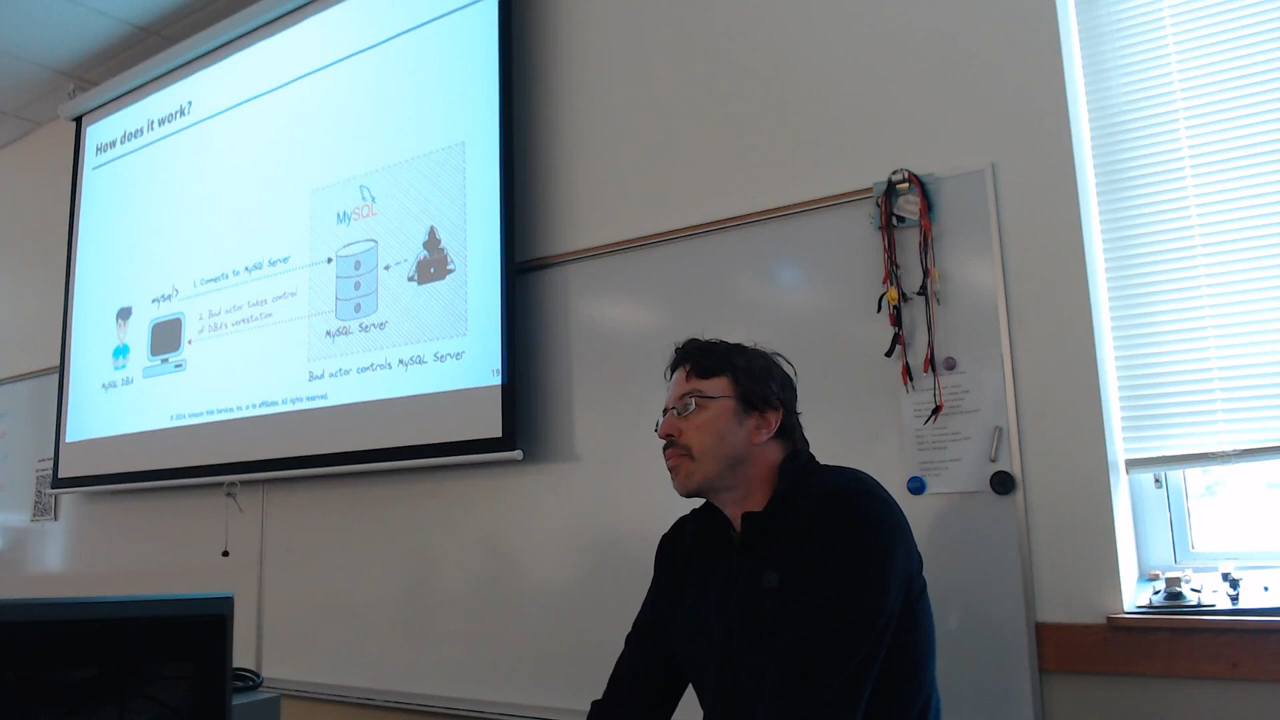 How does it work?
MySQL
mysql>
1. Connects to MySQl Server
2. Bad actor takes control
of DBA's workstation
MySQL Server
MySQL DBA
Bad actor controls MySQL Server
© 2024, Amazon Web Services, Inc. or its affiliates. All rights reserved.
19